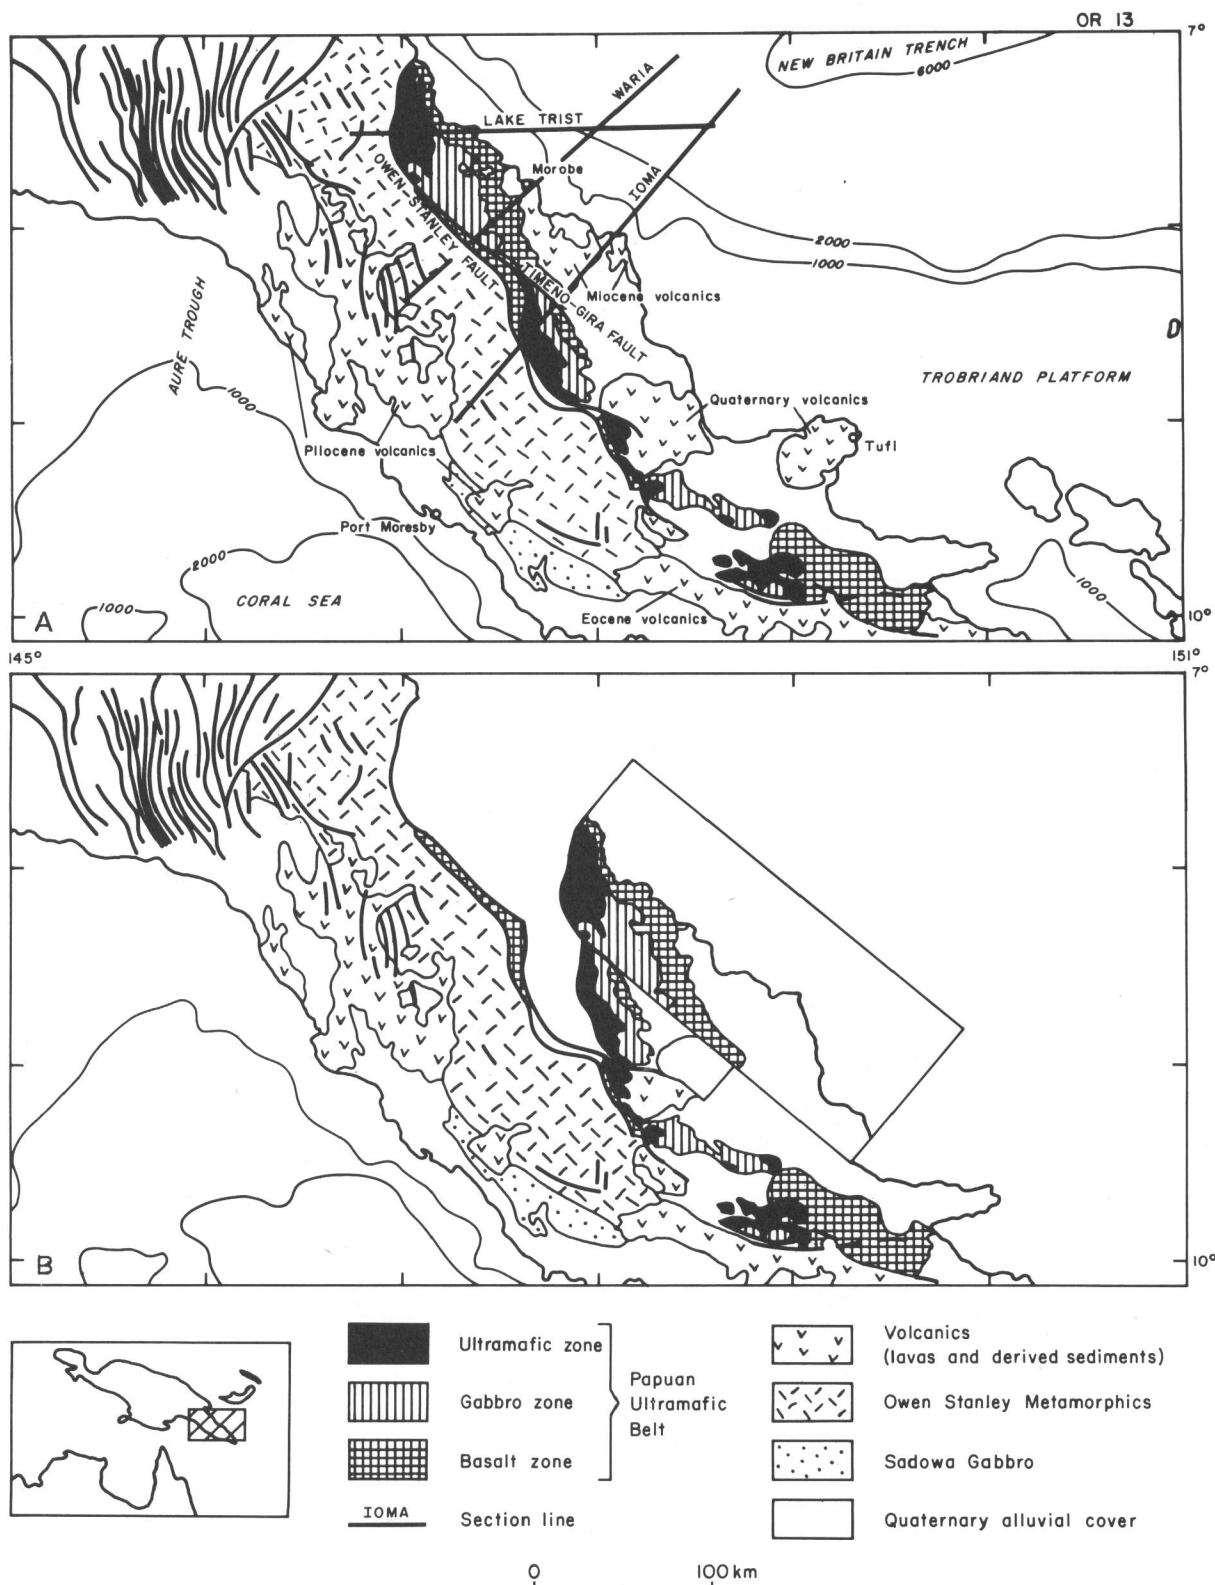 OR 13
7°
NEW BRITAIN TRENCH
6000
WARIA
LAKE TRIST
OWEN-STANLEY FAULT
Morobe
IOMA
2000
1000
TIMENO-GIRA FAULT
Miocene volcanics
AURE TROUGH
D
TROBRIAND PLATFORM
1000
Quaternary volcanics
Tufi
Pliocene volcanics
Port Moresby
2000
1000
CORAL SEA
1000
Eocene volcanics
A
10°
145°
151°
7°
B
10°
Ultramafic zone
Gabbro zone
Basalt zone
Papuan
Ultramafic
Belt
IOMA
Section line
Volcanics
(lavas and derived sediments)
Owen Stanley Metamorphics
Sadowa Gabbro
Quaternary alluvial cover
0
100 km